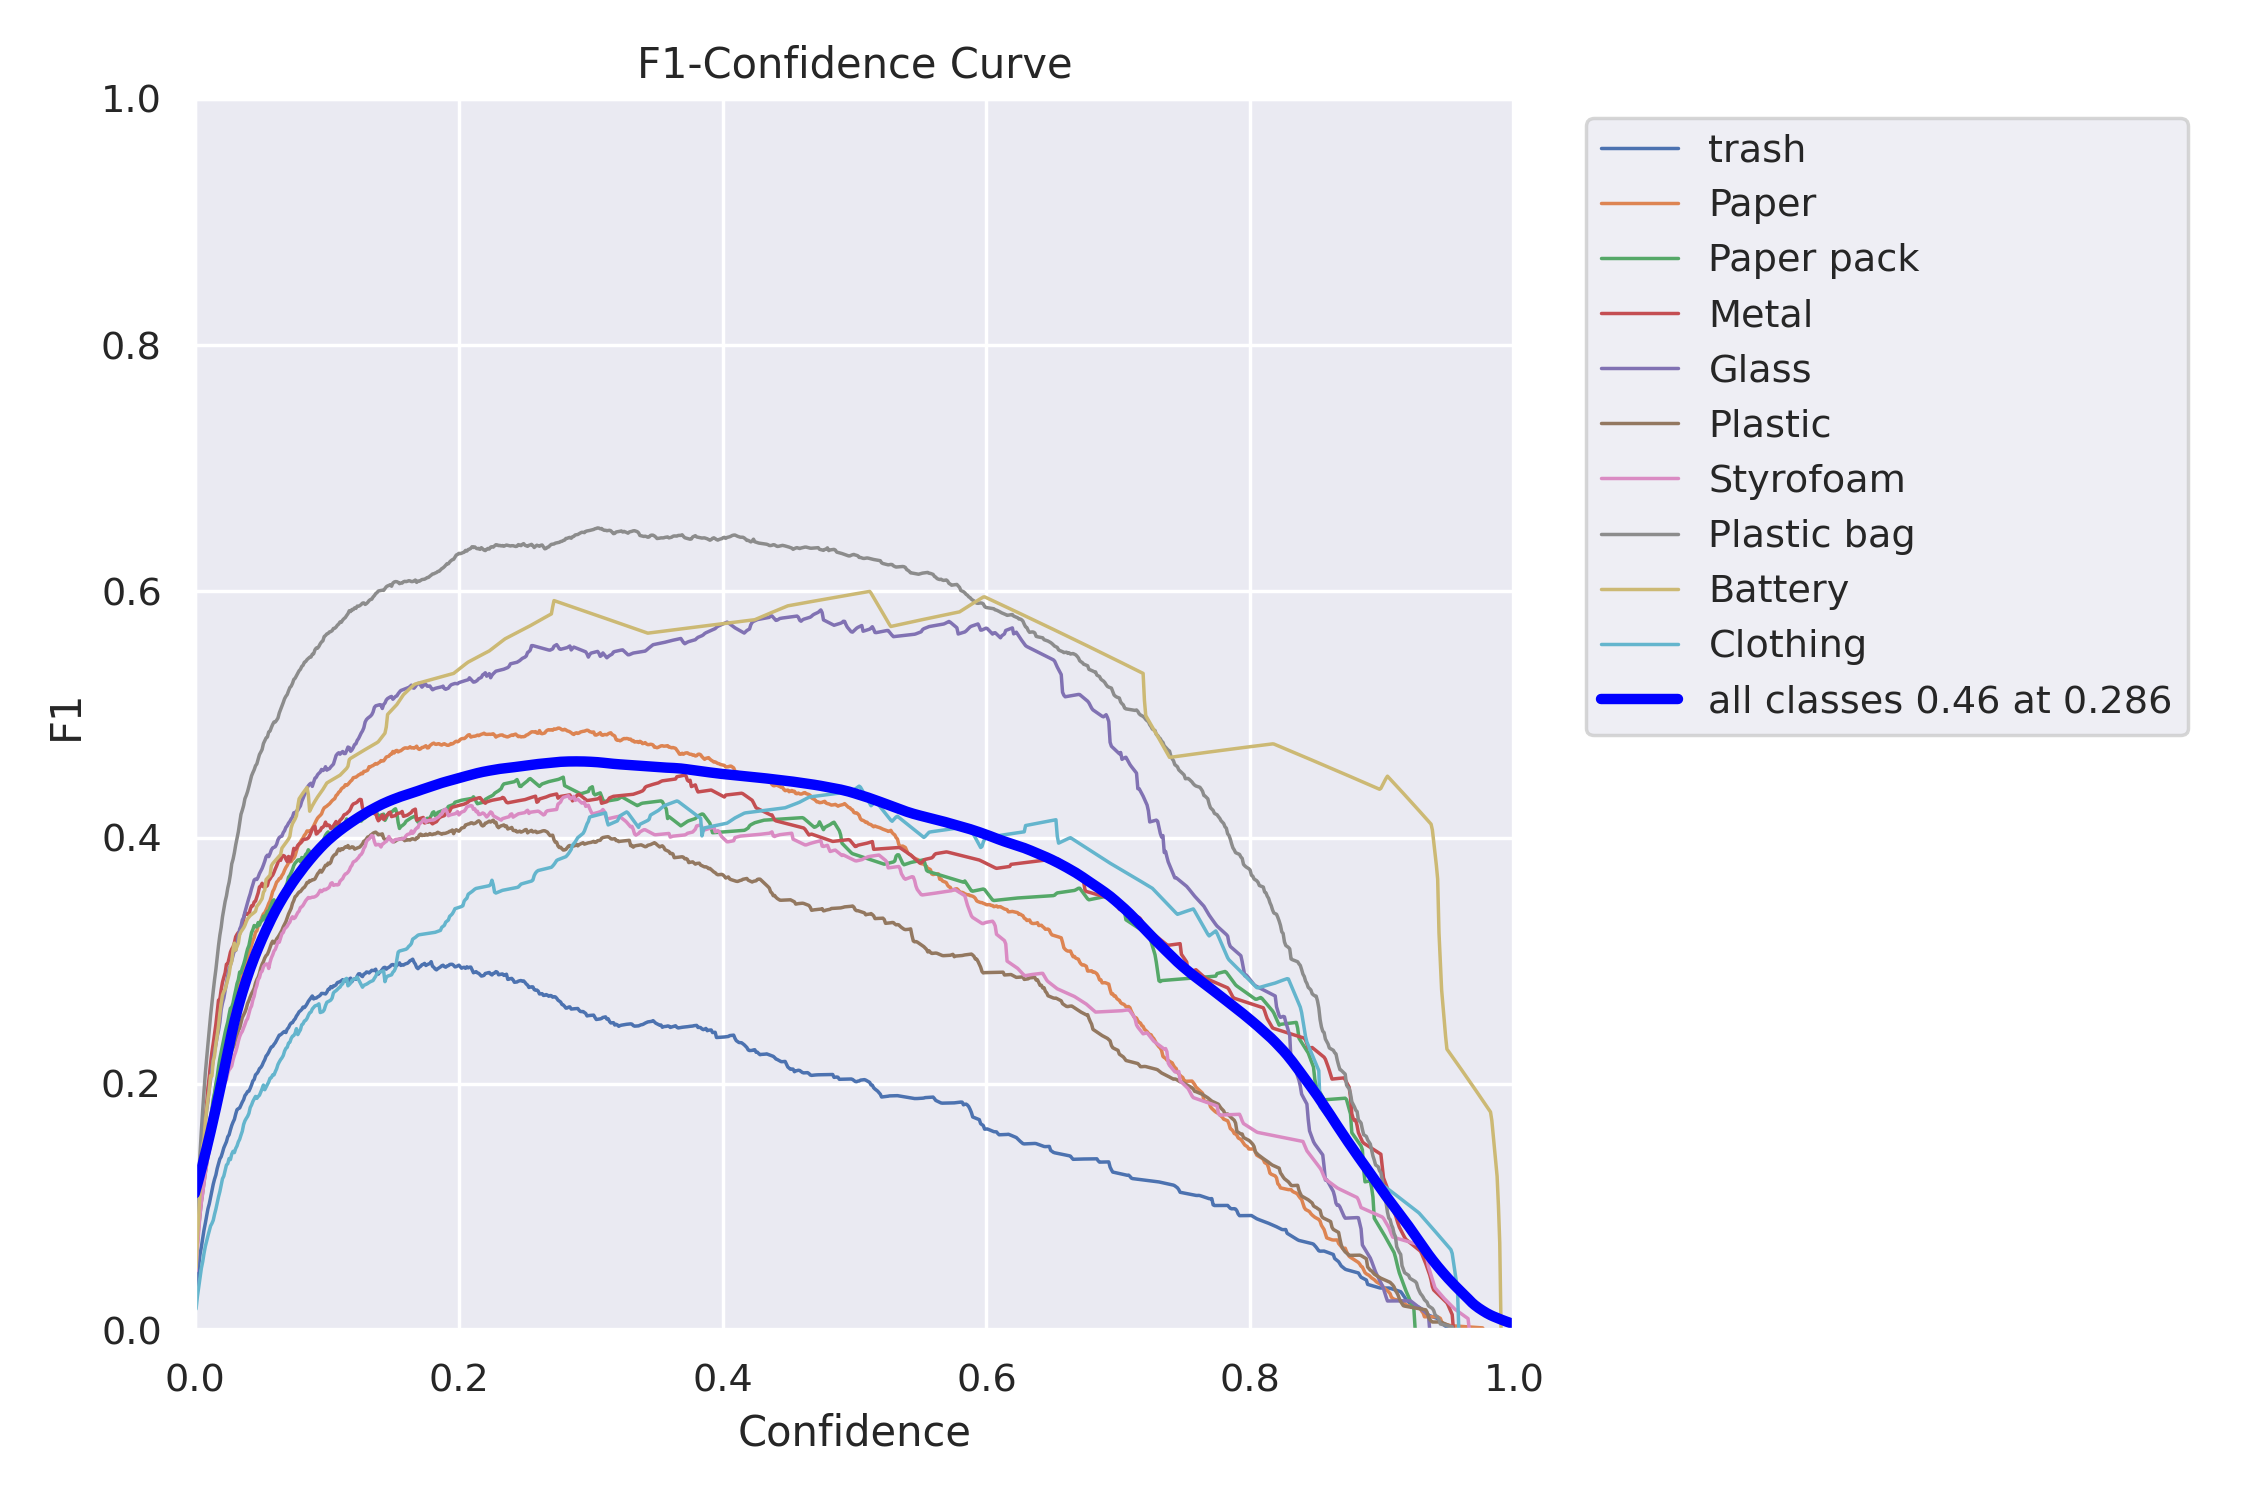 F1-Confidence Curve
1.0
0.8
0.6
0.4
0.2
0.0
F1
0.0 0.2 0.4 0.6 0.8 1.0
Confidence
trash
Paper
Paper pack
Metal
Glass
Plastic
Styrofoam
Plastic bag
Battery
Clothing
all classes 0.46 at 0.286